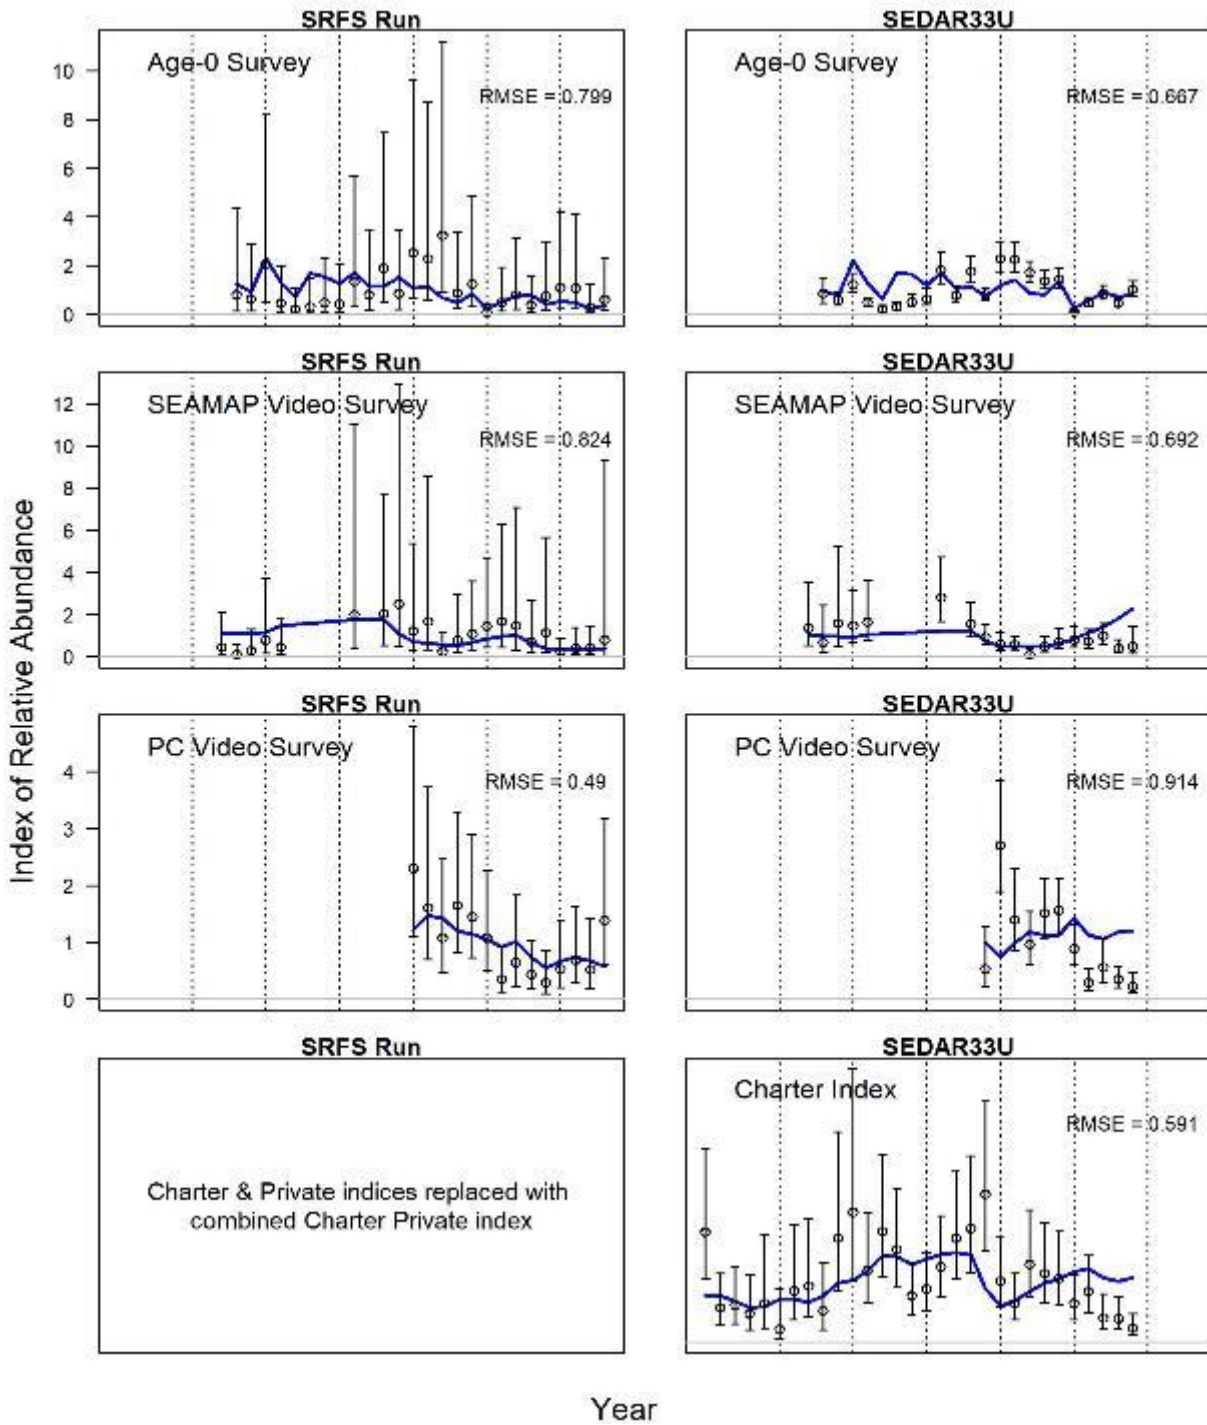 SRFS Run SEDAR33U
Age-0 Survey Age-0 Survey
RMSE = 0.799 RMSE = 0.667
10
8
6
4
2
0
SRFS Run SEDAR33U
SEAMAP Video Survey SEAMAP Video Survey
RMSE = 0.824 RMSE = 0.692
12
10
8
6
4
2
0
Index of Relative Abundance
SRFS Run SEDAR33U
PC Video Survey PC Video Survey
RMSE = 0.49 RMSE = 0.914
4
3
2
1
0
SRFS Run SEDAR33U
Charter Index
RMSE = 0.591
Charter & Private indices replaced with
combined Charter Private index
Year